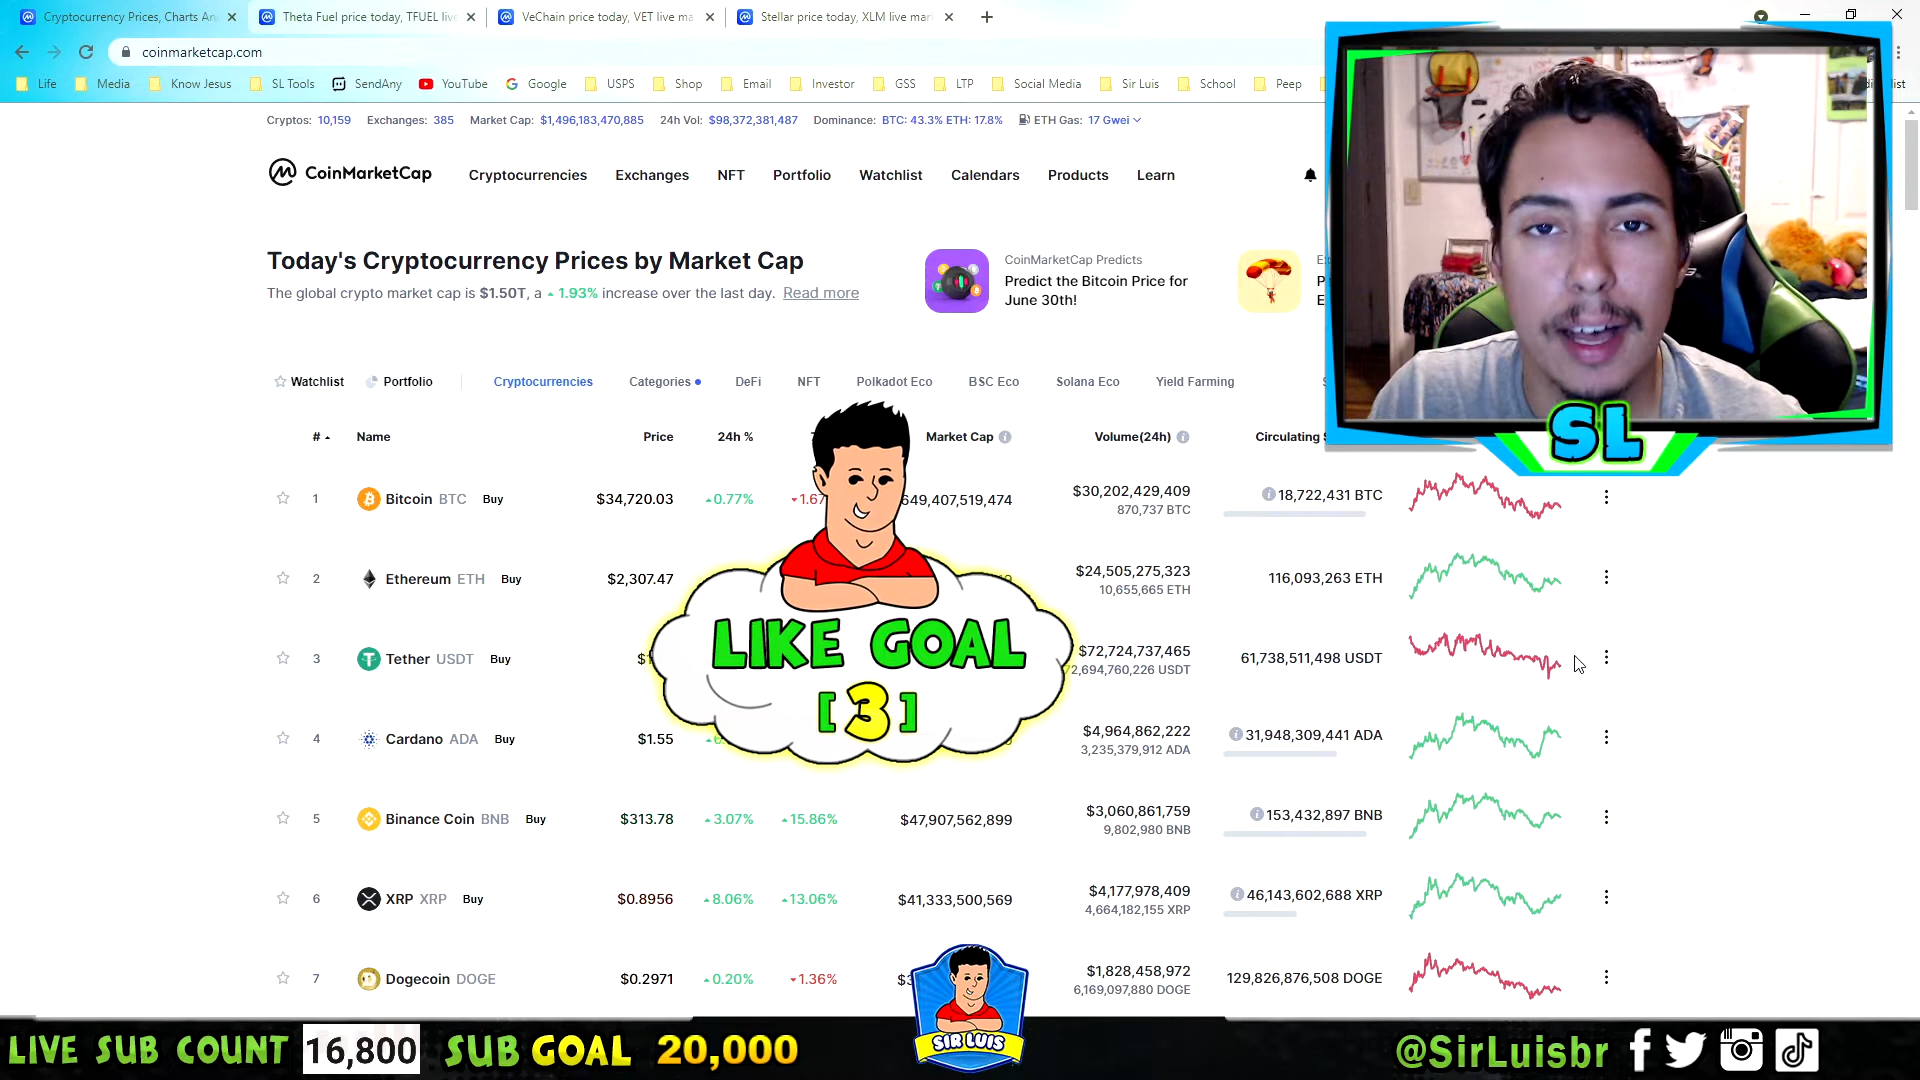 Cryptocurrency Prices, Charts An
Theta Fuel price today, TFUEL live
VeChain price today, VET live ma
Stellar price today, XLM live mar
coinmarketcap.com
Life
Media
Know Jesus
SL Tools
SendAny
YouTube
Google
USPS
Shop
Email
Investor
GSS
LTP
Social Media
Sir Luis
School
Peep
Cryptos: 10,159 Exchanges: 385 Market Cap: $1,496,183,470,885 24h Vol: $98,372,381,487 Dominance: BTC: 43.3% ETH: 17.8% ETH Gas: 17 Gwei
CoinMarketCap
Cryptocurrencies Exchanges NFT Portfolio Watchlist Calendars Products Learn
Today's Cryptocurrency Prices by Market Cap
The global crypto market cap is $1.50T, a 1.93% increase over the last day. Read more
CoinMarketCap Predicts
Predict the Bitcoin Price for
June 30th!
Watchlist Portfolio Cryptocurrencies Categories DeFi NFT Polkadot Eco BSC Eco Solana Eco Yield Farming
# Name Price 24h % Market Cap Volume(24h) Circulating
1 Bitcoin BTC Buy $34,720.03 0.77% 1.67 649,407,519,474 $30,202,429,409 18,722,431 BTC
870,737 BTC
2 Ethereum ETH Buy $2,307.47 $24,505,275,323 116,093,263 ETH
10,655,665 ETH
3 Tether USDT Buy $72,724,737,465 61,738,511,498 USDT
72,694,760,226 USDT
4 Cardano ADA Buy $1.55 $4,964,862,222 31,948,309,441 ADA
3,235,379,912 ADA
5 Binance Coin BNB Buy $313.78 3.07% 15.86% $47,907,562,899 $3,060,861,759 153,432,897 BNB
9,802,980 BNB
6 XRP XRP Buy $0.8956 8.06% 13.06% $41,333,500,569 $4,177,978,409 46,143,602,688 XRP
4,664,182,155 XRP
7 Dogecoin DOGE $0.2971 0.20% 1.36% $1,828,458,972 129,826,876,508 DOGE
6,169,097,880 DOGE
LIKE GOAL
[3]
SL
SIR LUIS
LIVE SUB COUNT 16,800 SUB GOAL 20,000
@SirLuisbr